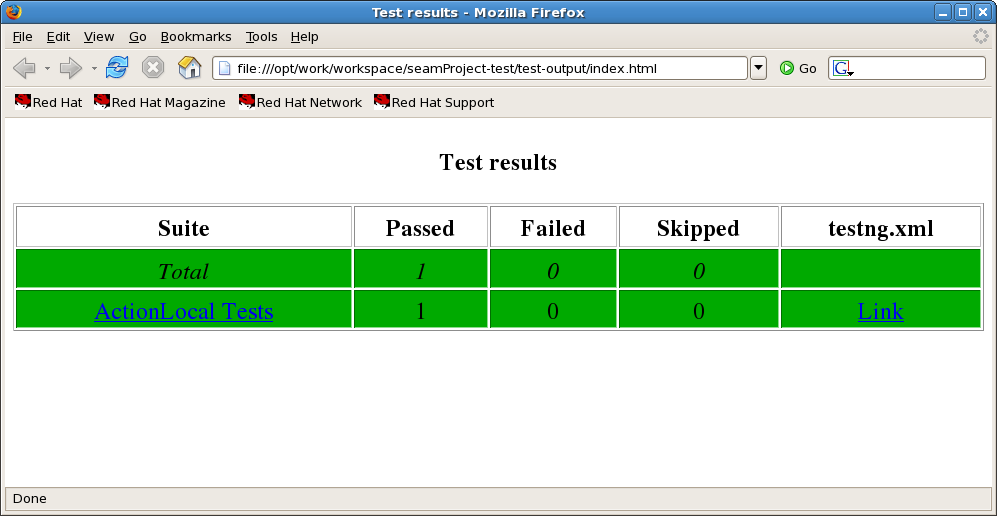 Test results - Mozilla Firefox
File Edit View Go Bookmarks Tools Help
file:///opt/work/workspace/seamProject-test/test-output/index.html Go G
Red Hat Red Hat Magazine Red Hat Network Red Hat Support
Test results
Suite Passed Failed Skipped testng.xml
Total 1 0 0
ActionLocal Tests 1 0 0 Link
Done